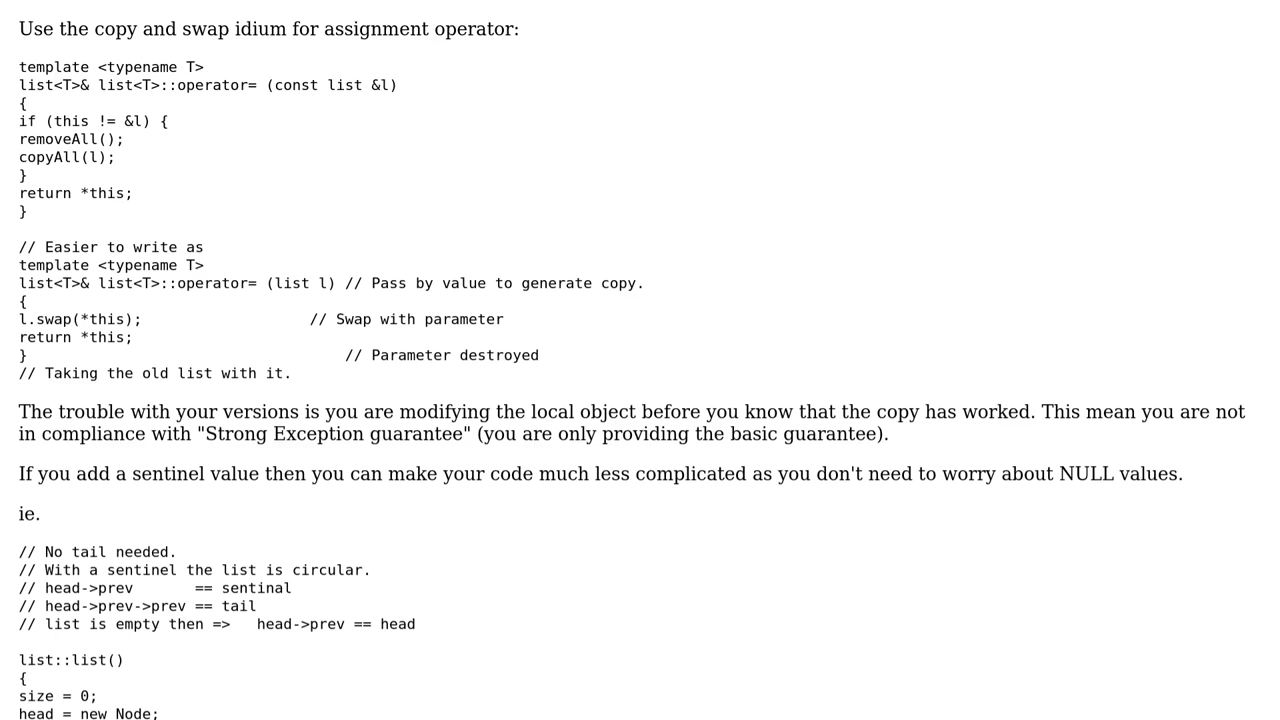 Use the copy and swap idium for assignment operator:
template <typename T>
list<T>& list<T>::operator= (const list &l)
{
if (this != &l) {
removeAll();
copyAll(l);
}
return *this;
}
// Easier to write as
template <typename T>
list<T>& list<T>::operator= (list l) // Pass by value to generate copy.
{
l.swap(*this);                   // Swap with parameter
return *this;
}                                    // Parameter destroyed
// Taking the old list with it.
The trouble with your versions is you are modifying the local object before you know that the copy has worked. This mean you are not
in compliance with "Strong Exception guarantee" (you are only providing the basic guarantee).
If you add a sentinel value then you can make your code much less complicated as you don't need to worry about NULL values.
ie.
// No tail needed.
// With a sentinel the list is circular.
// head->prev       == sentinal
// head->prev->prev == tail
// list is empty then =>   head->prev == head
list::list()
{
size = 0;
head = new Node;